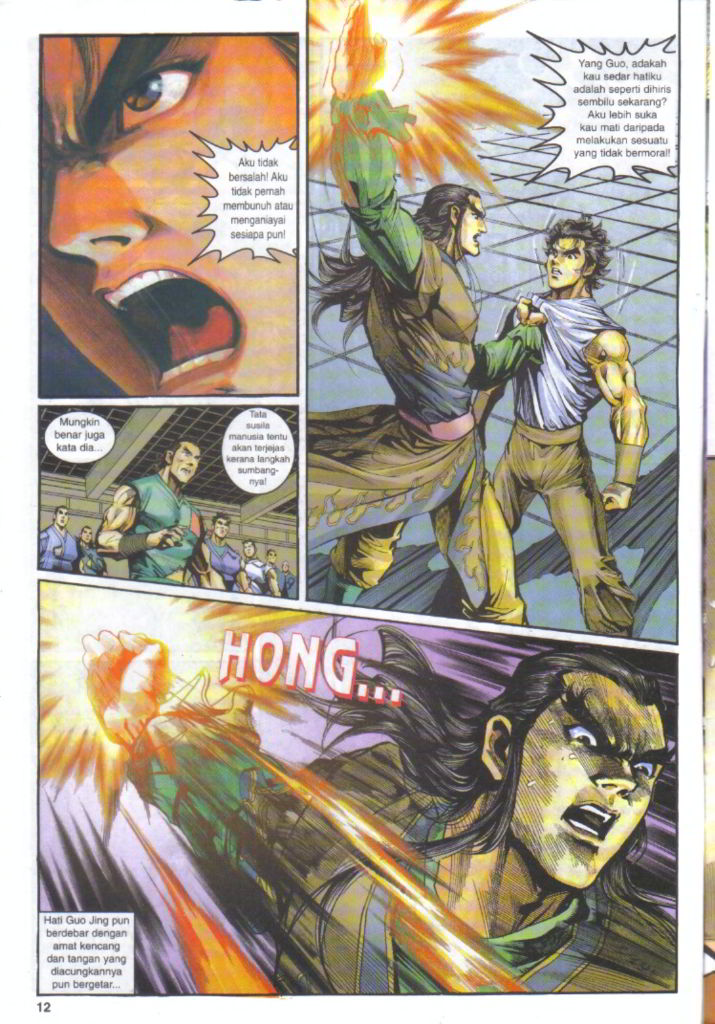 Aku tidak
bersalah! Aku
tidak pernah
membunuh atau
menganiayai
sesiapa pun!
Yang Guo, adakah
kau sedar hatiku
adalah seperti dihiris
sembilu sekarang?
Aku lebih suka
kau mati daripada
melakukan sesuatu
yang tidak bermoral!
Mungkin
benar juga
kata dia...
Tata
susila
manusia tentu
akan terjejas
kerana langkah
sumbang-
nya!
HONG...
Hati Guo Jing pun
berdebar dengan
amat kencang
dan tangan yang
diacungkannya
pun bergetar...
12